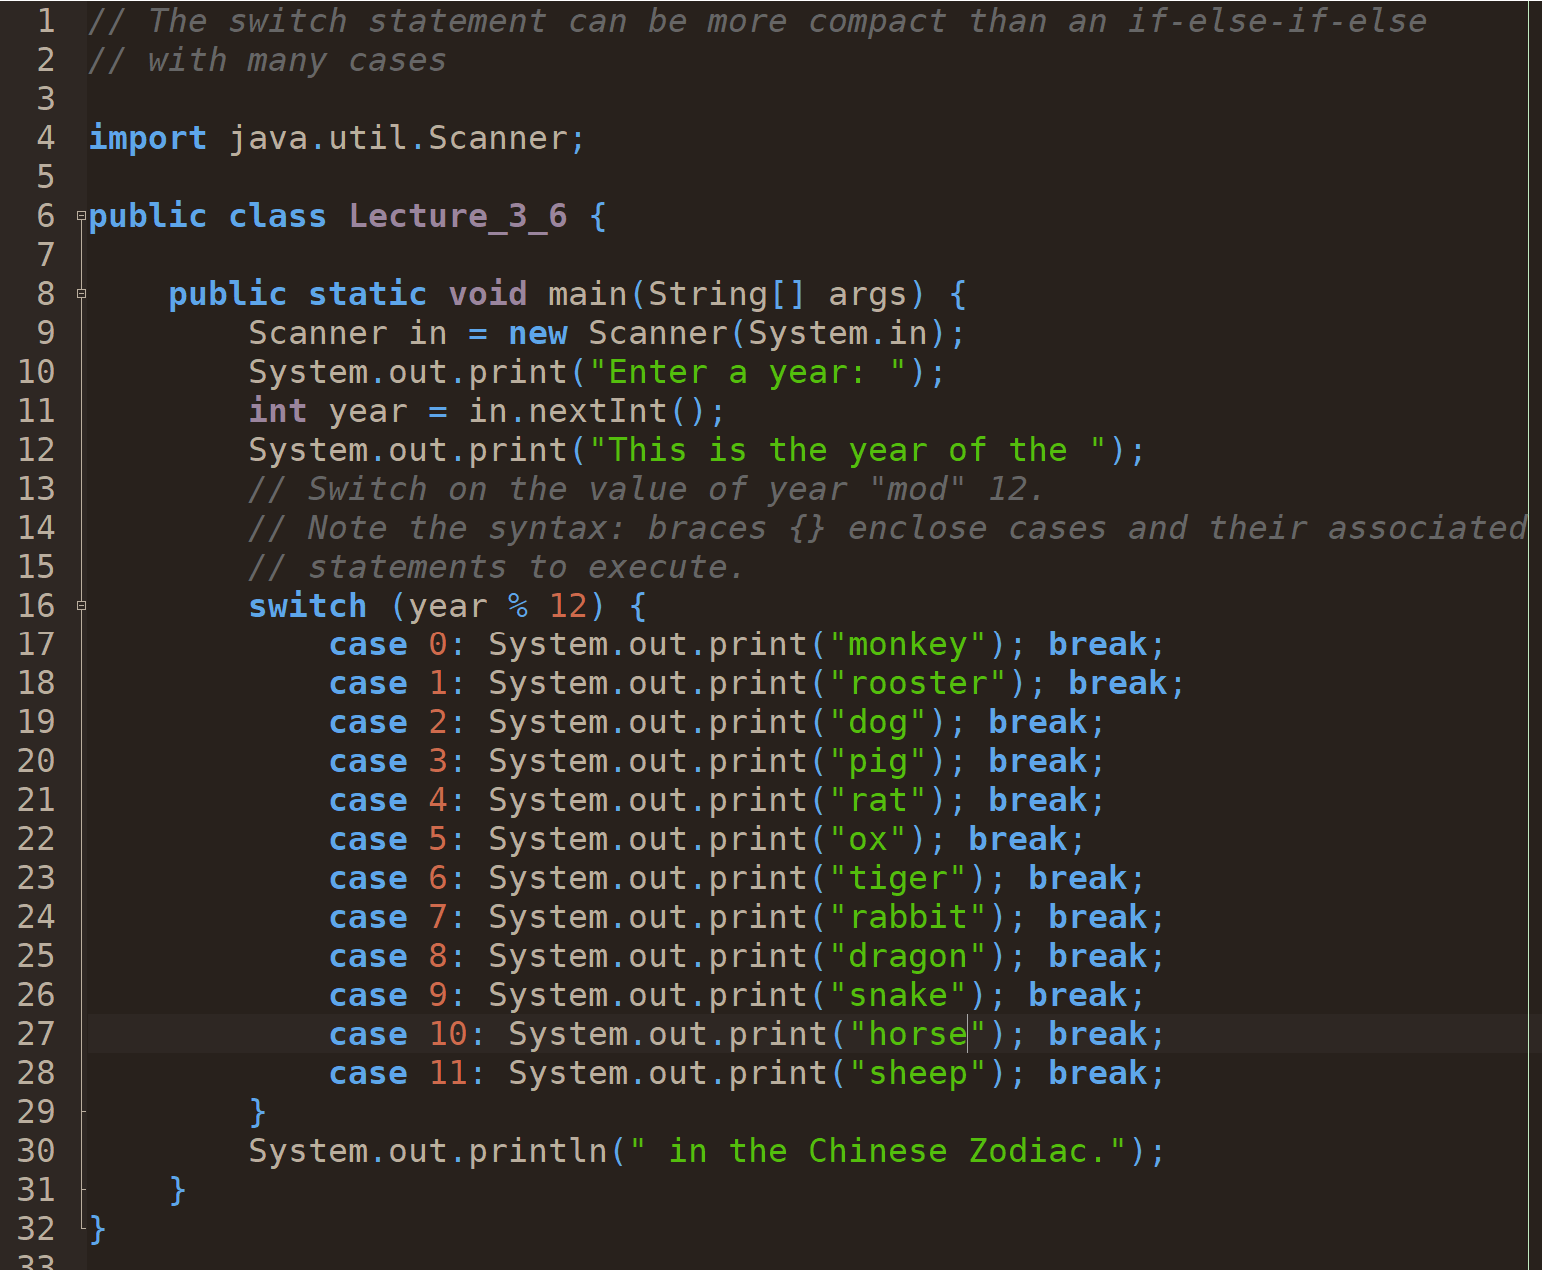 1 // The switch statement can be more compact than an if-else-if-else
2 // with many cases
3
4 import java.util.Scanner;
5
6 public class Lecture_3_6 {
7
8     public static void main(String[] args) {
9         Scanner in = new Scanner(System.in);
10         System.out.print("Enter a year: ");
11         int year = in.nextInt();
12         System.out.print("This is the year of the ");
13         // Switch on the value of year "mod" 12.
14         // Note the syntax: braces {} enclose cases and their associated
15         // statements to execute.
16         switch (year % 12) {
17             case 0: System.out.print("monkey"); break;
18             case 1: System.out.print("rooster"); break;
19             case 2: System.out.print("dog"); break;
20             case 3: System.out.print("pig"); break;
21             case 4: System.out.print("rat"); break;
22             case 5: System.out.print("ox"); break;
23             case 6: System.out.print("tiger"); break;
24             case 7: System.out.print("rabbit"); break;
25             case 8: System.out.print("dragon"); break;
26             case 9: System.out.print("snake"); break;
27             case 10: System.out.print("horse"); break;
28             case 11: System.out.print("sheep"); break;
29         }
30         System.out.println(" in the Chinese Zodiac.");
31     }
32 }
33